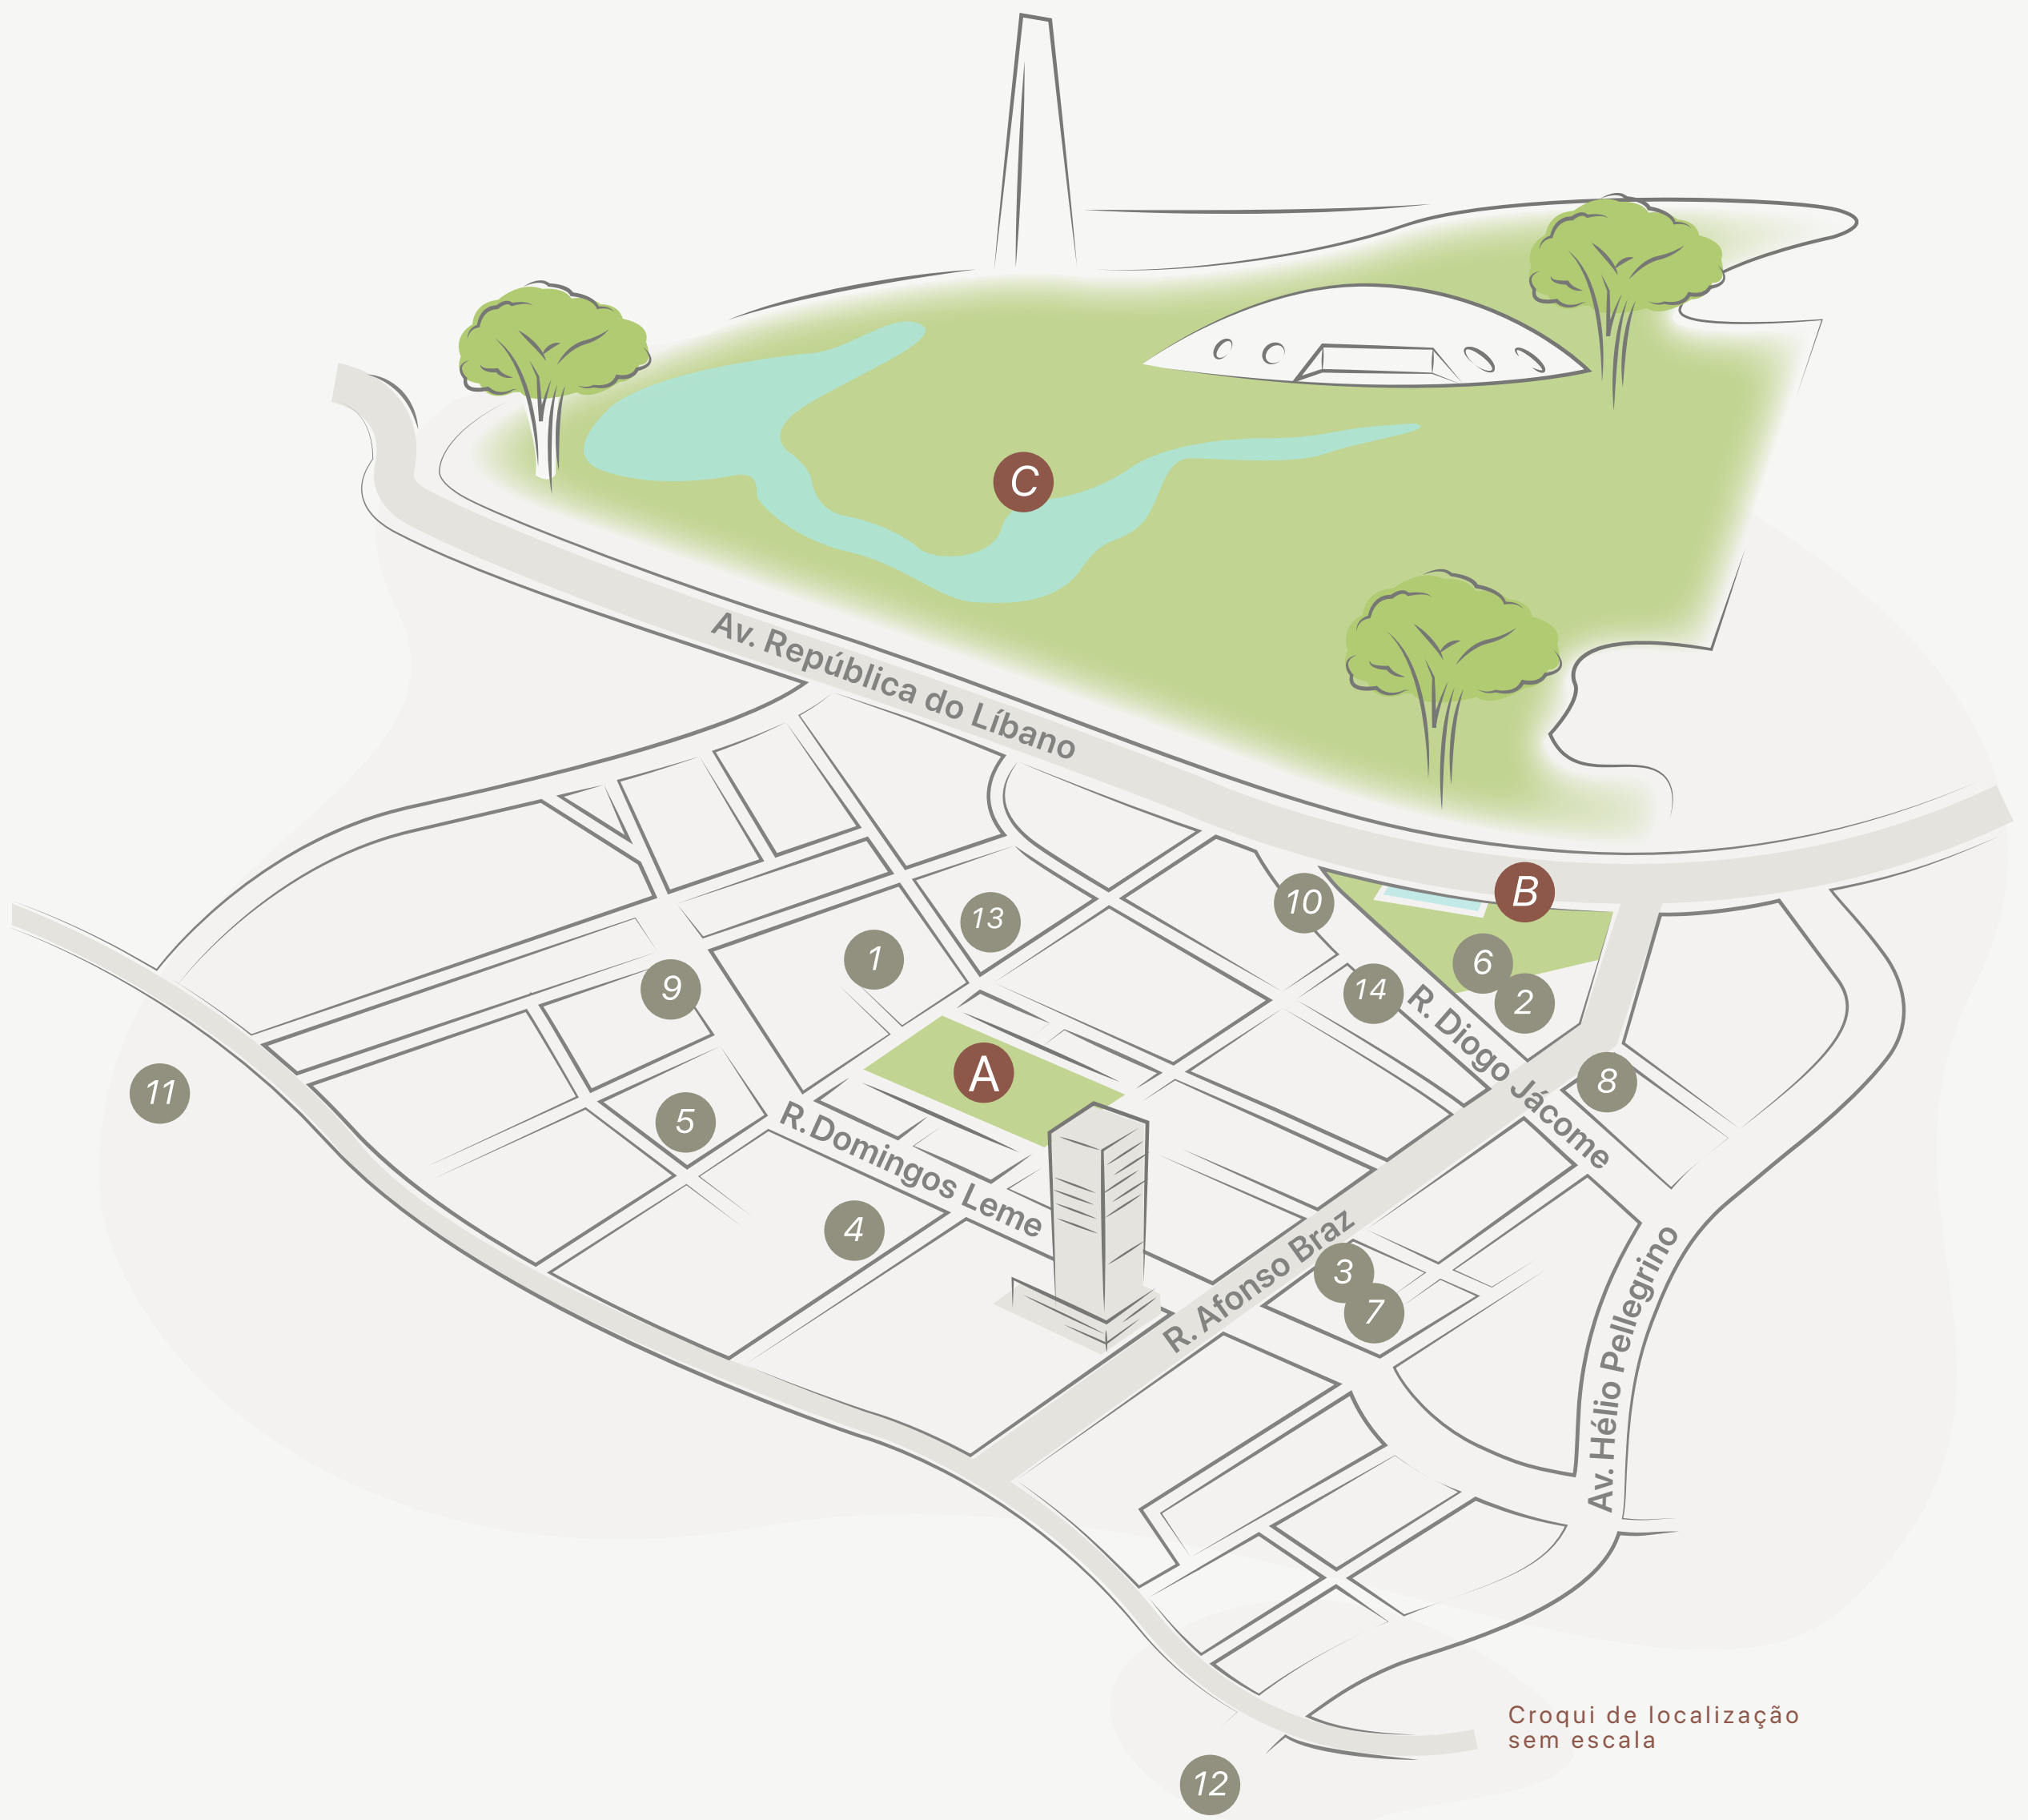 C
Av. República do Líbano
B
10
13
1
6
9
14
2
R. Diogo Jácome
A
8
11
5
R. Domingos Leme
4
R. Afonso Braz
3
7
Av. Hélio Pellegrino
Croqui de localização
sem escala
12